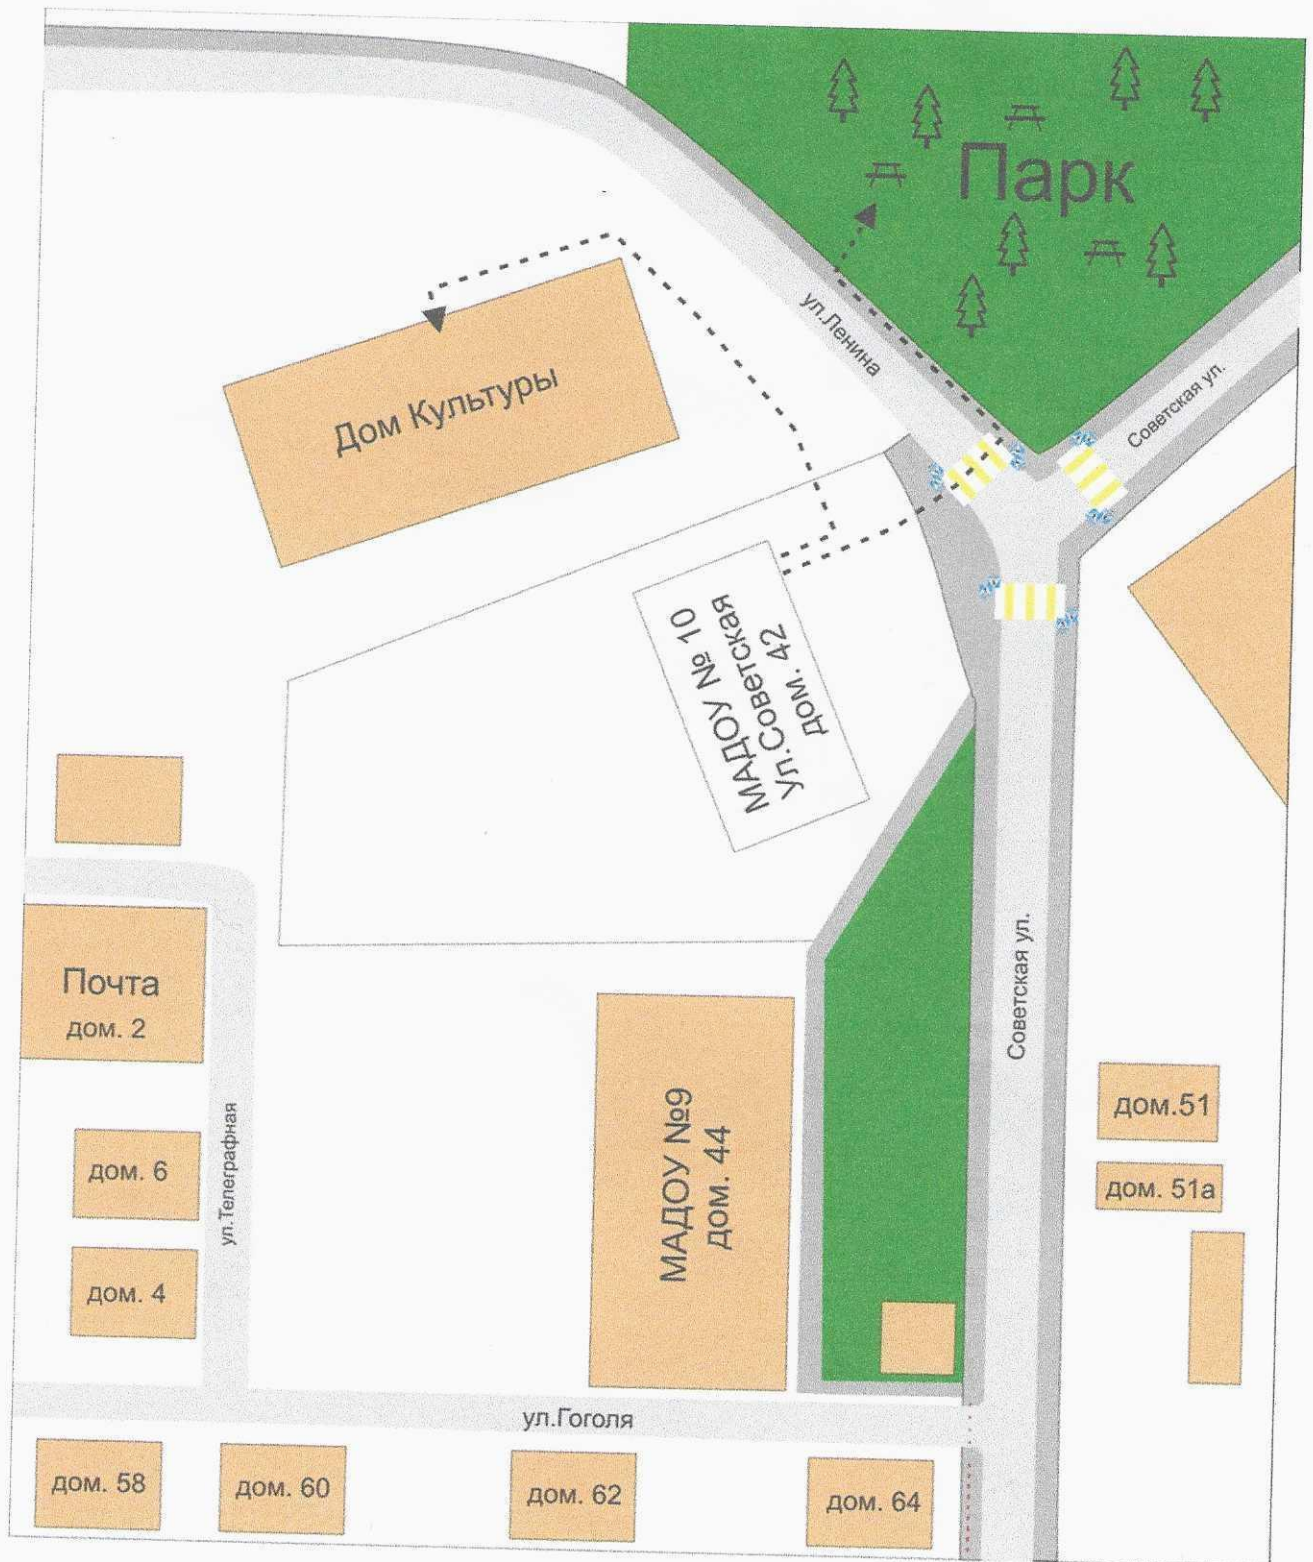 Парк
ул.Ленина
Советская ул.
Дом Культуры
МАДОУ № 10
Ул.Советская
дом. 42
Почта
дом. 2
Советская ул.
МАДОУ №9
дом. 44
дом.51
дом. 51а
дом. 6
ул.Телеграфная
дом. 4
ул.Гоголя
дом. 58
дом. 60
дом. 62
дом. 64